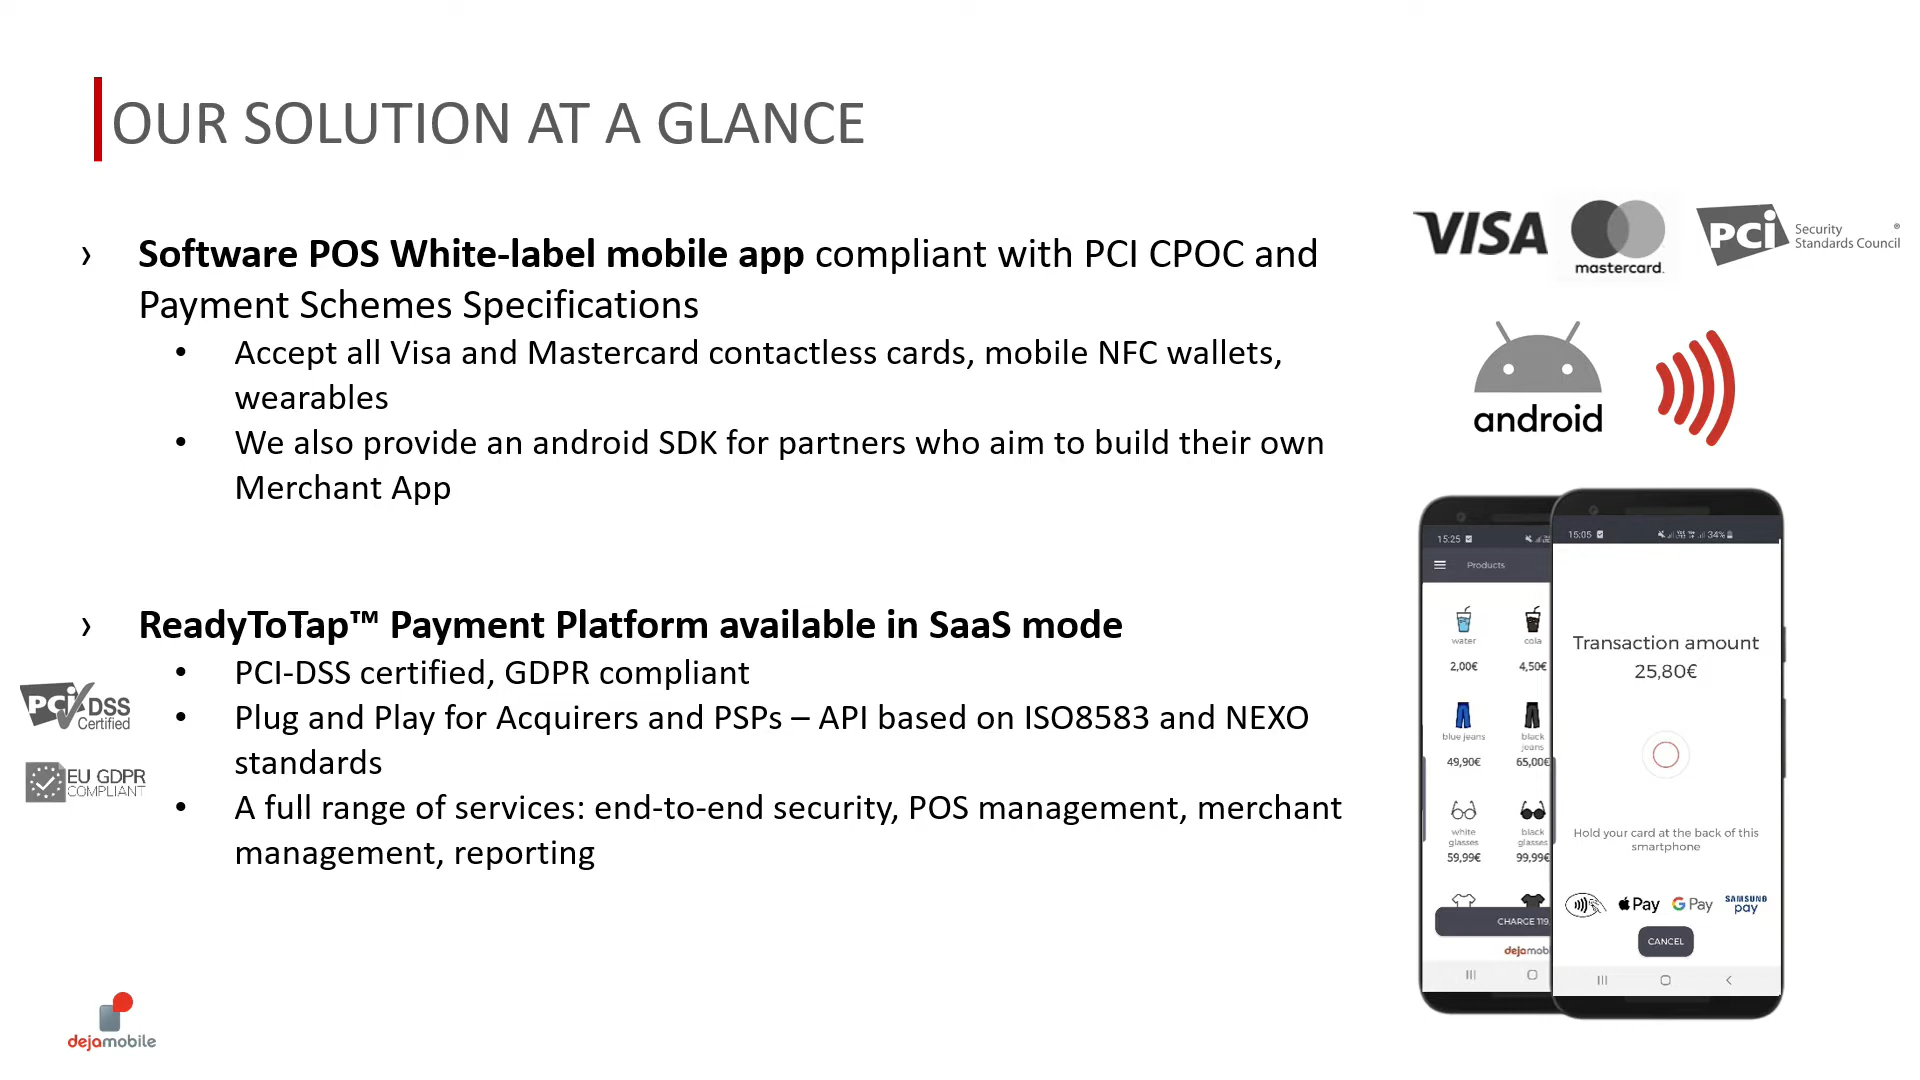 OUR SOLUTION AT A GLANCE
› Software POS White-label mobile app compliant with PCI CPOC and
Payment Schemes Specifications
• Accept all Visa and Mastercard contactless cards, mobile NFC wallets,
wearables
• We also provide an android SDK for partners who aim to build their own
Merchant App
› ReadyToTap™ Payment Platform available in SaaS mode
• PCI-DSS certified, GDPR compliant
• Plug and Play for Acquirers and PSPs – API based on ISO8583 and NEXO
standards
• A full range of services: end-to-end security, POS management, merchant
management, reporting
PCI DSS
Certified
EU GDPR
COMPLIANT
dejamobile
VISA
mastercard.
PCi Security
Standards Council ®
android
15:25
Products
water
cola
2,00€
4,50€
blue jeans
black
jeans
49,90€
65,00€
white
glasses
black
glasses
59,99€
99,99€
CHARGE 119
dejamobi
15:05
34%
Transaction amount
25,80€
Hold your card at the back of this
smartphone
Pay
G Pay
SAMSUNG
pay
CANCEL